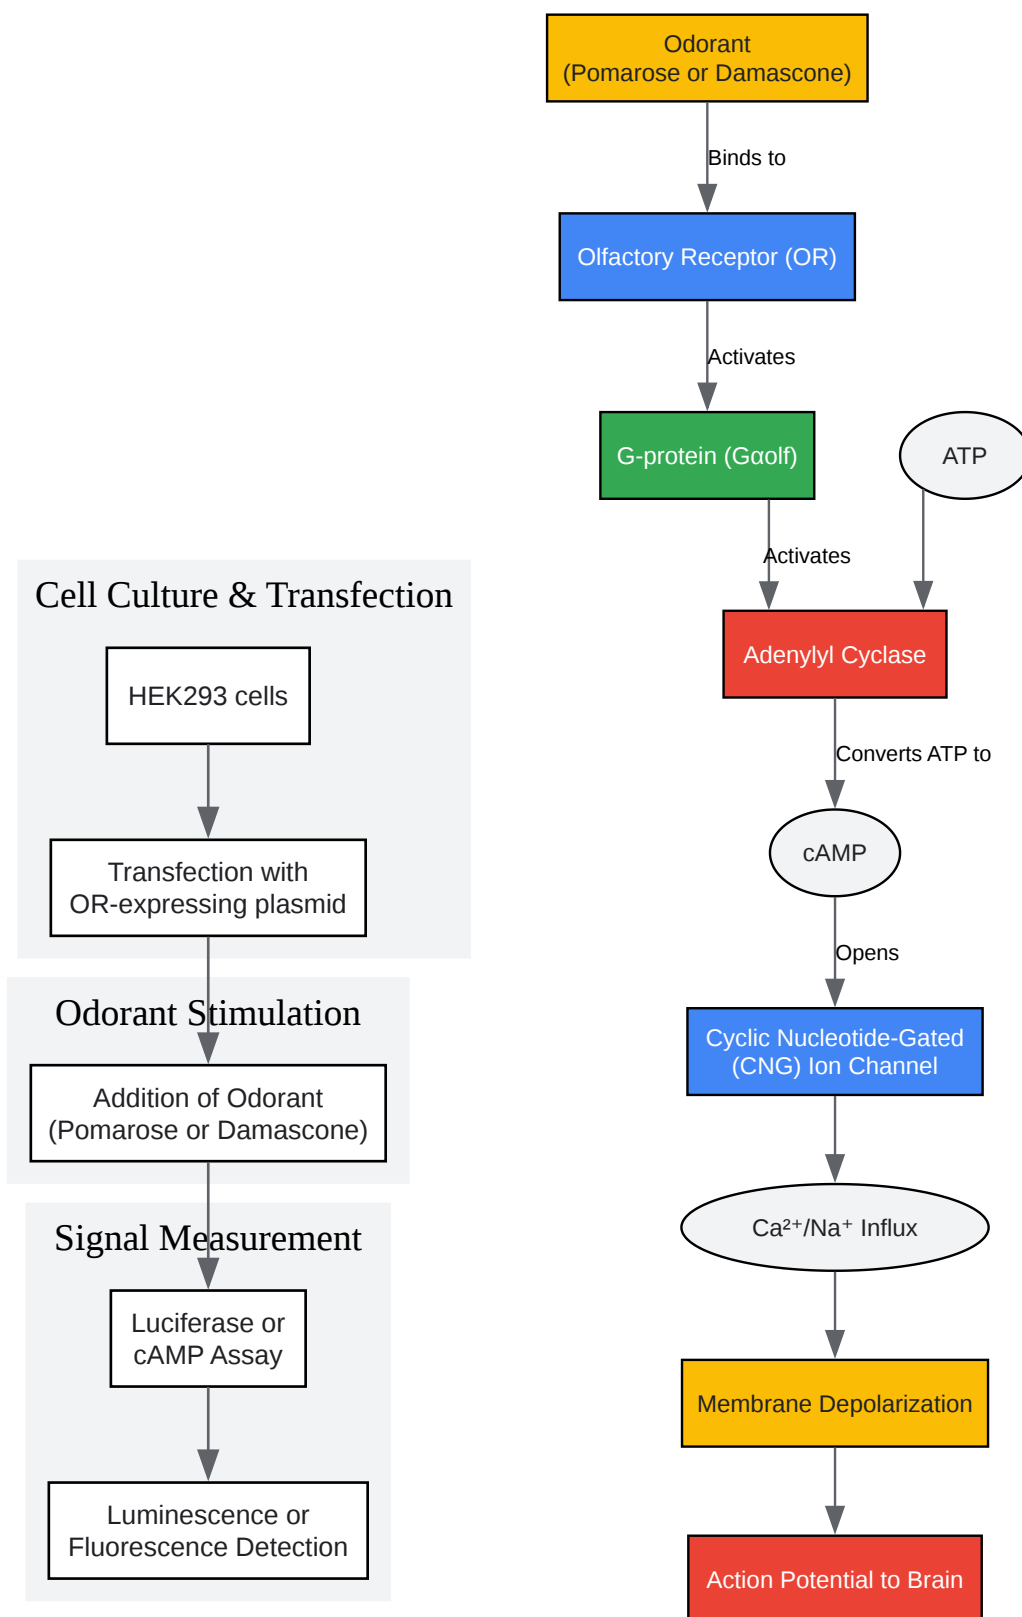 Odorant
(Pomarose or Damascone)
Binds to
Olfactory Receptor (OR)
Activates
G-protein (Gαolf)
ATP
Activates
Adenylyl Cyclase
Converts ATP to
cAMP
Opens
Cyclic Nucleotide-Gated
(CNG) Ion Channel
Ca²⁺/Na⁺ Influx
Membrane Depolarization
Action Potential to Brain
Cell Culture & Transfection
HEK293 cells
Transfection with
OR-expressing plasmid
Odorant Stimulation
Addition of Odorant
(Pomarose or Damascone)
Signal Measurement
Luciferase or
cAMP Assay
Luminescence or
Fluorescence Detection